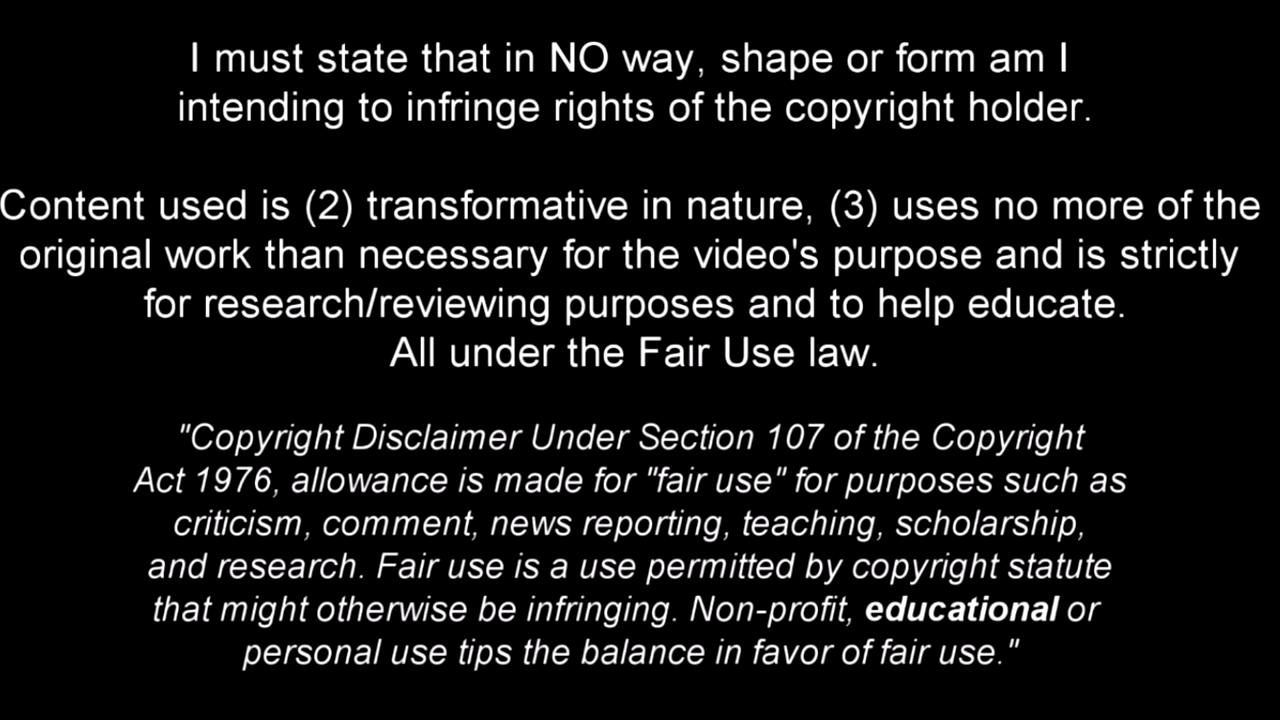 I must state that in NO way, shape or form am I
intending to infringe rights of the copyright holder.
Content used is (2) transformative in nature, (3) uses no more of the
original work than necessary for the video's purpose and is strictly
for research/reviewing purposes and to help educate.
All under the Fair Use law.
"Copyright Disclaimer Under Section 107 of the Copyright
Act 1976, allowance is made for "fair use" for purposes such as
criticism, comment, news reporting, teaching, scholarship,
and research. Fair use is a use permitted by copyright statute
that might otherwise be infringing. Non-profit, educational or
personal use tips the balance in favor of fair use."